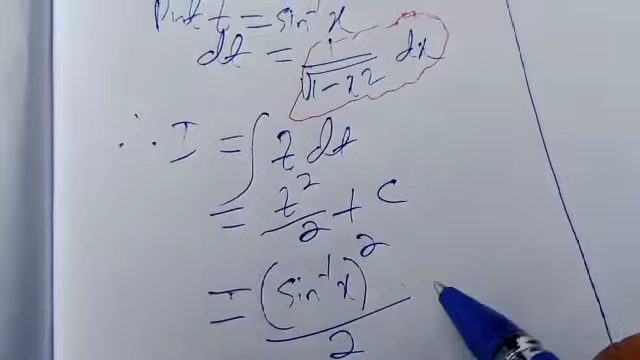 Put t = sin⁻¹ x
dt = 1/√(1-x2) dx
∴ I = ∫ t dt
= t²/2 + C
= (sin⁻¹ x)²/2